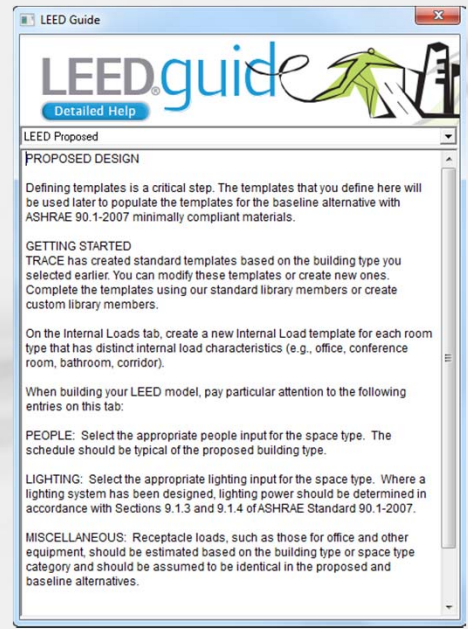 LEED Guide
LEED® guide
Detailed Help
LEED Proposed
PROPOSED DESIGN
Defining templates is a critical step. The templates that you define here will
be used later to populate the templates for the baseline alternative with
ASHRAE 90.1-2007 minimally compliant materials.
GETTING STARTED
TRACE has created standard templates based on the building type you
selected earlier. You can modify these templates or create new ones.
Complete the templates using our standard library members or create
custom library members.
On the Internal Loads tab, create a new Internal Load template for each room
type that has distinct internal load characteristics (e.g., office, conference
room, bathroom, corridor).
When building your LEED model, pay particular attention to the following
entries on this tab:
PEOPLE: Select the appropriate people input for the space type. The
schedule should be typical of the proposed building type.
LIGHTING: Select the appropriate lighting input for the space type. Where a
lighting system has been designed, lighting power should be determined in
accordance with Sections 9.1.3 and 9.1.4 of ASHRAE Standard 90.1-2007.
MISCELLANEOUS: Receptacle loads, such as those for office and other
equipment, should be estimated based on the building type or space type
category and should be assumed to be identical in the proposed and
baseline alternatives.